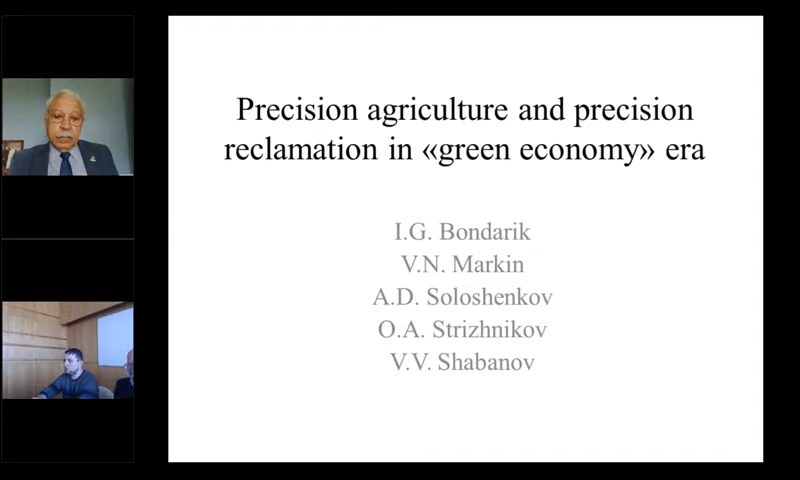 Precision agriculture and precision
reclamation in «green economy» era
I.G. Bondarik
V.N. Markin
A.D. Soloshenkov
O.A. Strizhnikov
V.V. Shabanov